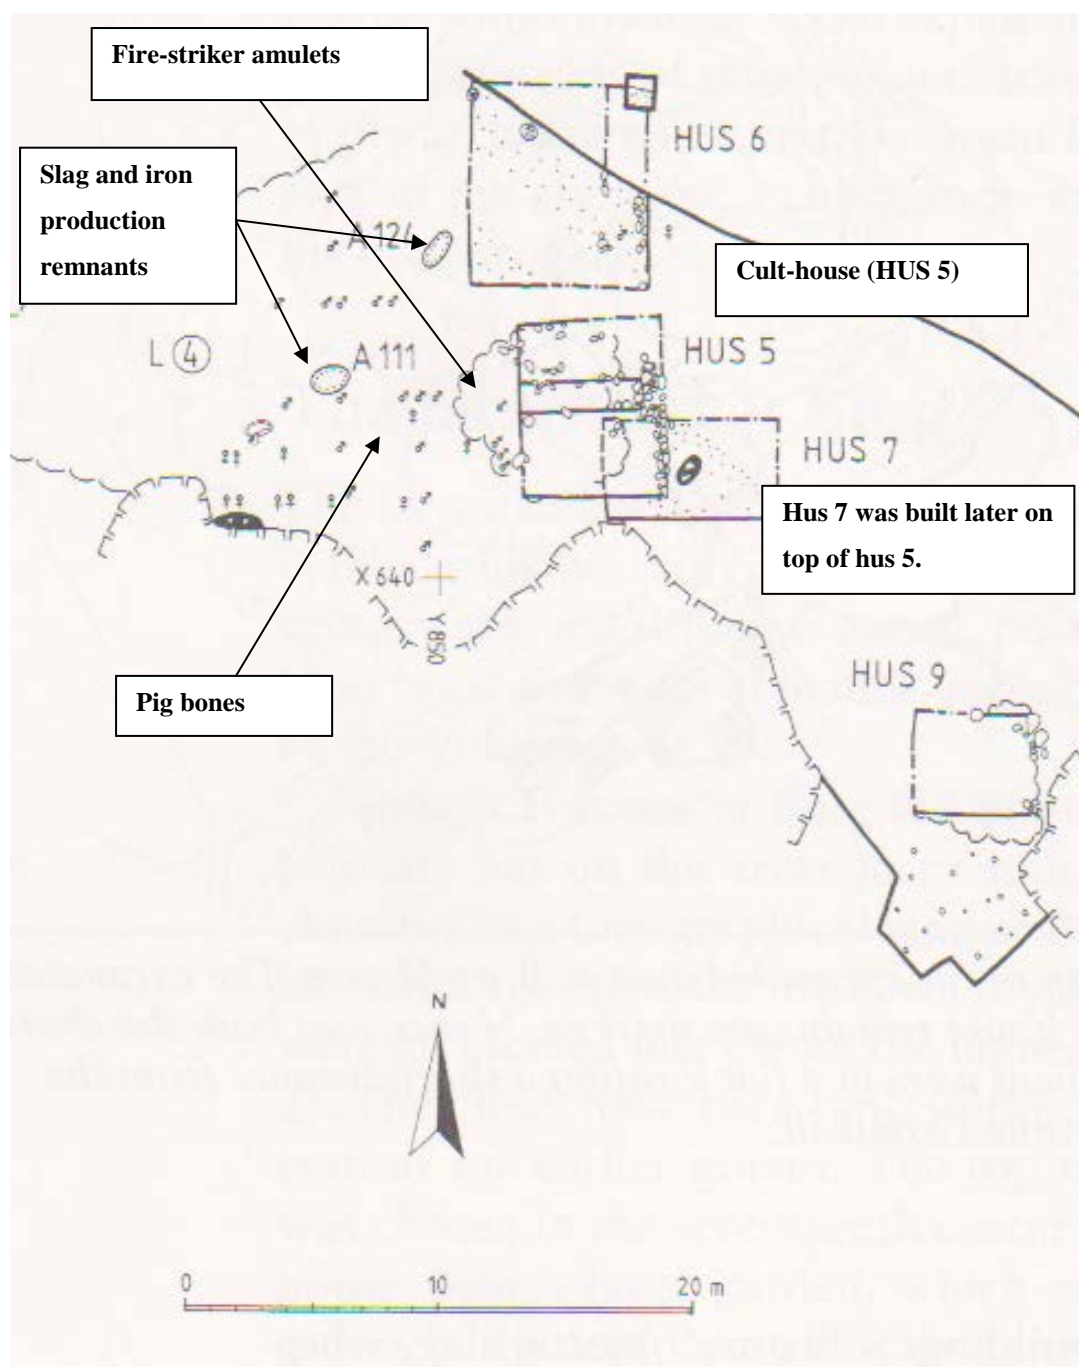 Fire-striker amulets
HUS 6
Slag and iron
production
remnants
A 124
Cult-house (HUS 5)
L 4
A 111
HUS 5
HUS 7
Hus 7 was built later on
top of hus 5.
X 640
Y 850
HUS 9
Pig bones
N
0 10 20 m